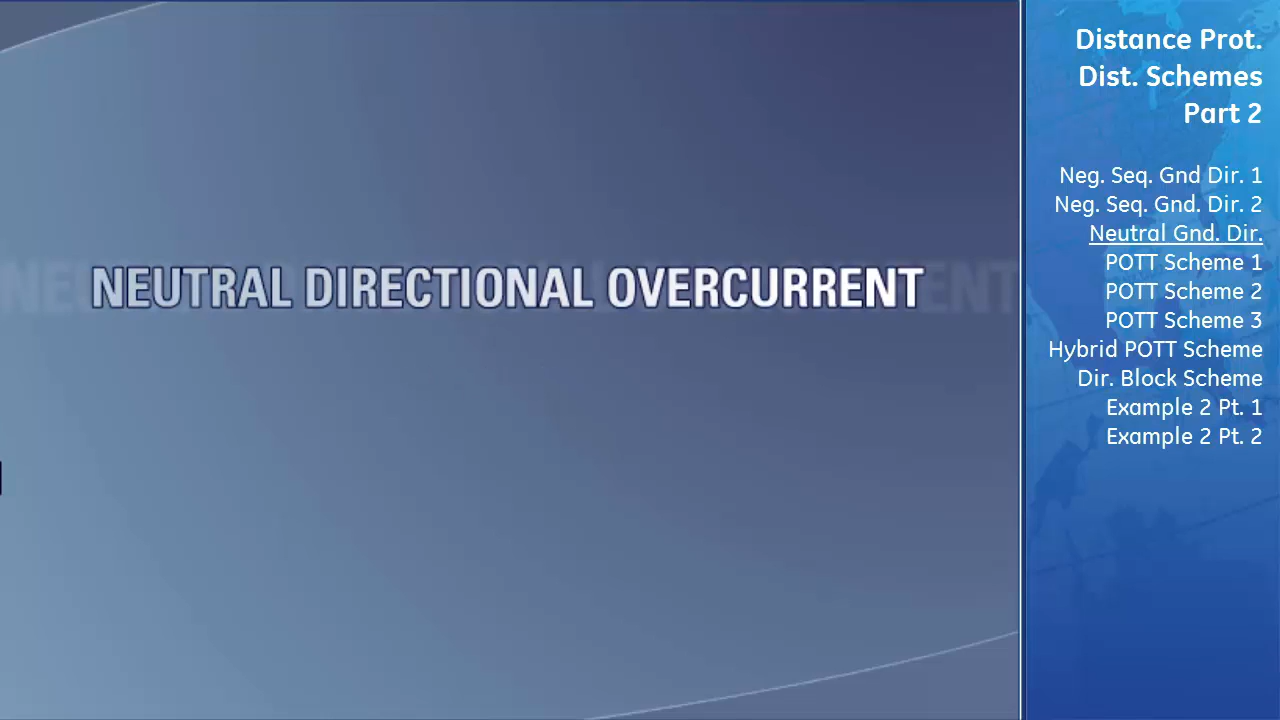 NEUTRAL DIRECTIONAL OVERCURRENT
Distance Prot.
Dist. Schemes
Part 2
Neg. Seq. Gnd Dir. 1
Neg. Seq. Gnd. Dir. 2
Neutral Gnd. Dir.
POTT Scheme 1
POTT Scheme 2
POTT Scheme 3
Hybrid POTT Scheme
Dir. Block Scheme
Example 2 Pt. 1
Example 2 Pt. 2